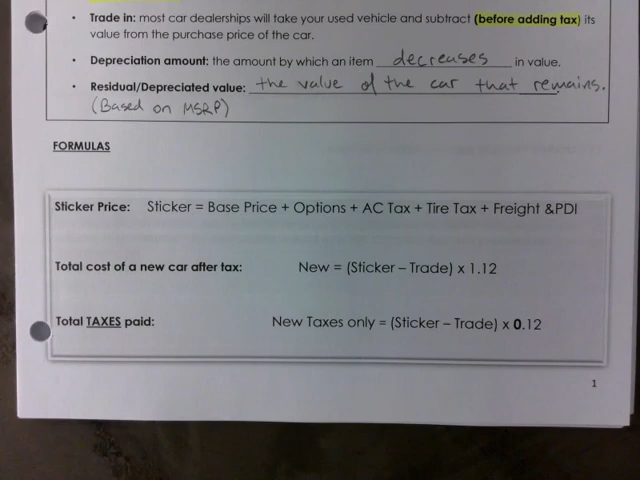 • Trade in: most car dealerships will take your used vehicle and subtract (before adding tax) its
value from the purchase price of the car.
• Depreciation amount: the amount by which an item decreases in value.
• Residual/Depreciated value: the value of the car that remains.
(Based on MSRP)
FORMULAS
Sticker Price: Sticker = Base Price + Options + AC Tax + Tire Tax + Freight &PDI
Total cost of a new car after tax: New = (Sticker – Trade) x 1.12
Total TAXES paid: New Taxes only = (Sticker – Trade) x 0.12
1